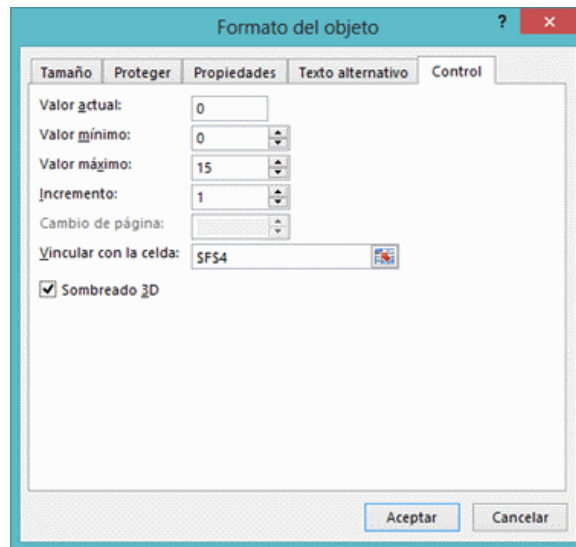 Formato del objeto ? ×
Tamaño Proteger Propiedades Texto alternativo Control
Valor actual: 0
Valor mínimo: 0
Valor máximo: 15
Incremento: 1
Cambio de página:
Vincular con la celda: $F$4
Sombreado 3D
Aceptar Cancelar